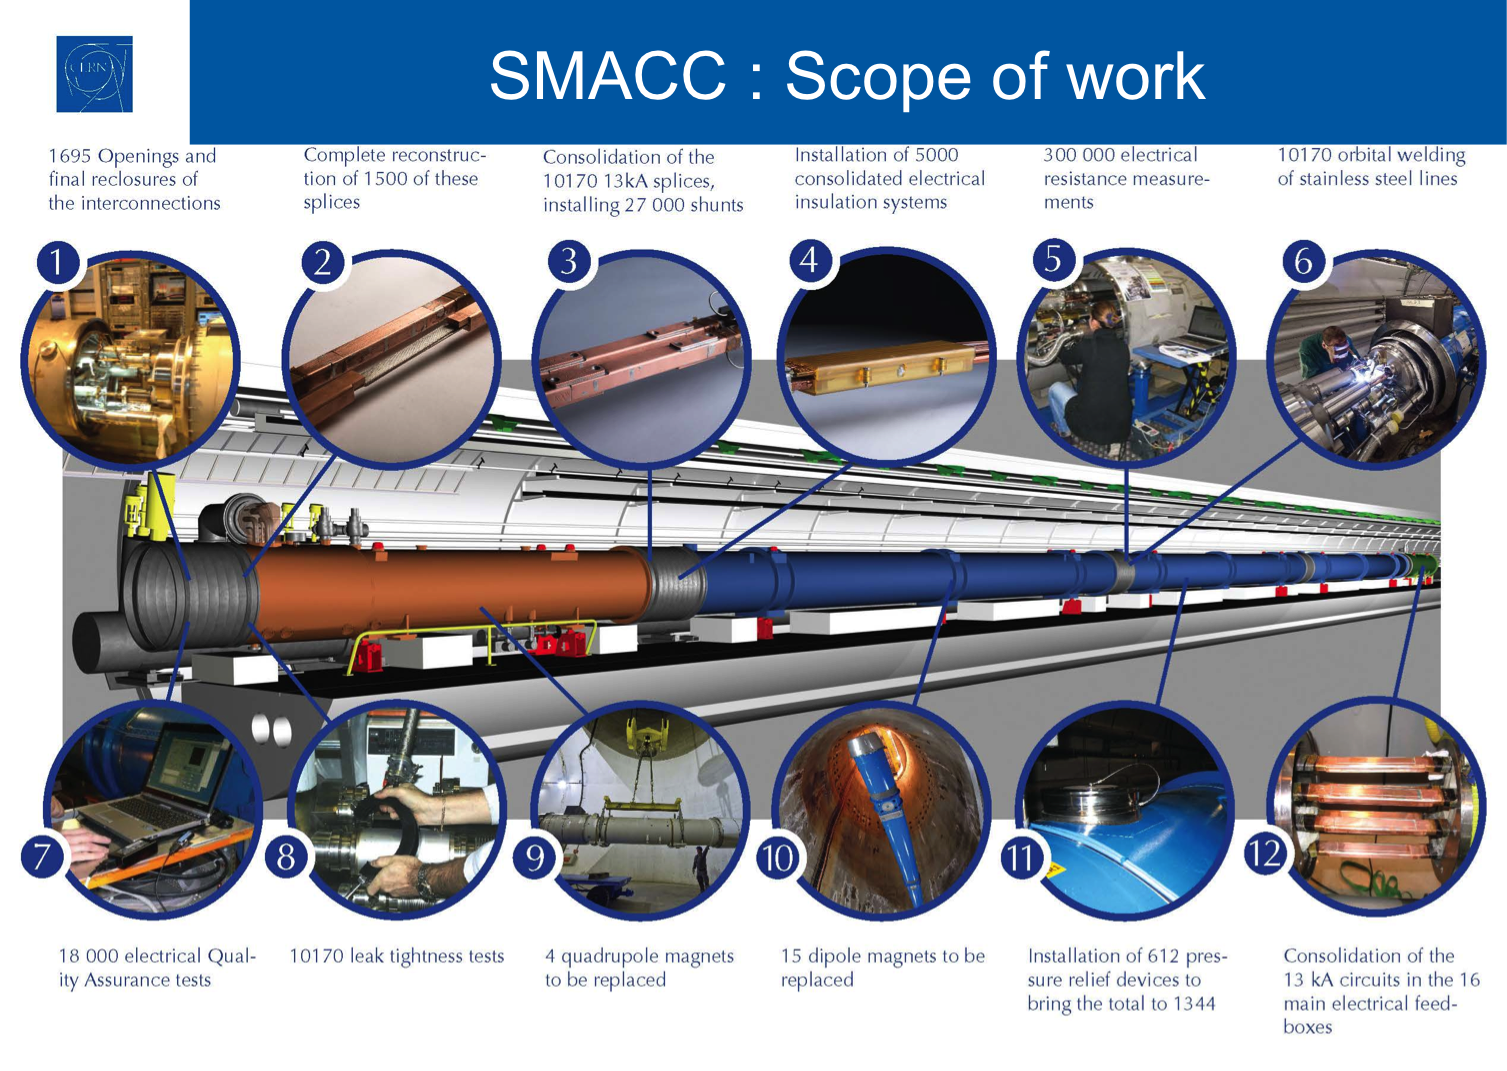 CERN
SMACC : Scope of work
1695 Openings and
final reclosures of
the interconnections
Complete reconstruc-
tion of 1500 of these
splices
Consolidation of the
10170 13kA splices,
installing 27 000 shunts
Installation of 5000
consolidated electrical
insulation systems
300 000 electrical
resistance measure-
ments
10170 orbital welding
of stainless steel lines
1
2
3
4
5
6
7
8
9
10
11
12
18 000 electrical Qual-
ity Assurance tests
10170 leak tightness tests
4 quadrupole magnets
to be replaced
15 dipole magnets to be
replaced
Installation of 612 pres-
sure relief devices to
bring the total to 1344
Consolidation of the
13 kA circuits in the 16
main electrical feed-
boxes